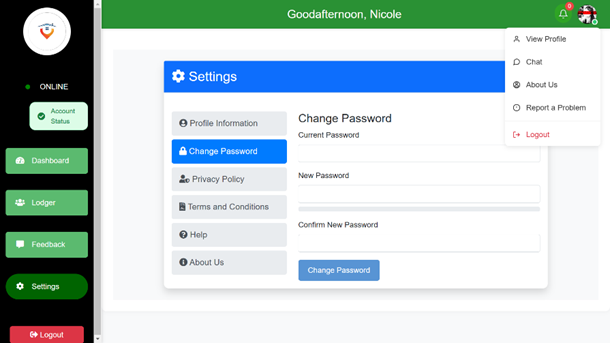 Goodafternoon, Nicole
0
ONLINE
Account
Status
Dashboard
Ledger
Feedback
Settings
Logout
Settings
Profile Information
Change Password
Privacy Policy
Terms and Conditions
Help
About Us
Change Password
Current Password
New Password
Confirm New Password
Change Password
View Profile
Chat
About Us
Report a Problem
Logout